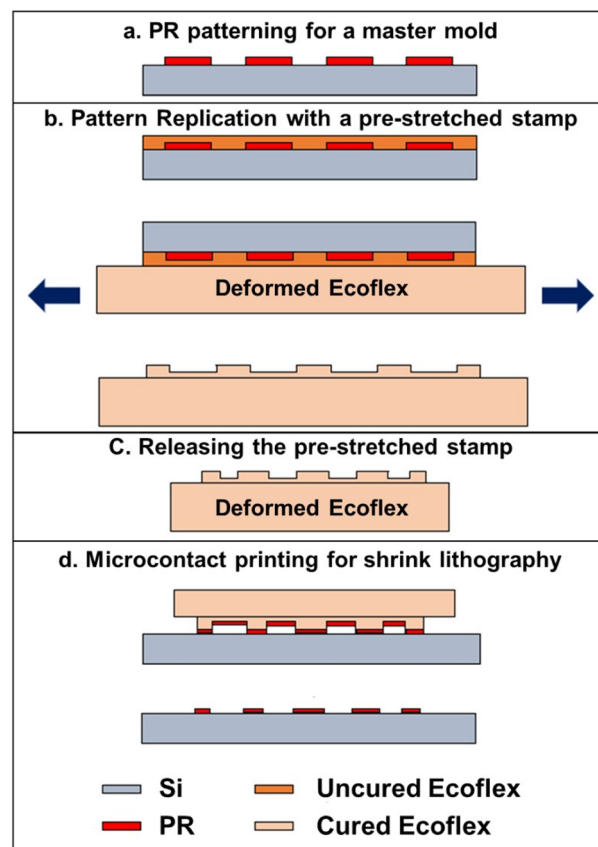 a. PR patterning for a master mold
b. Pattern Replication with a pre-stretched stamp
Deformed Ecoflex
C. Releasing the pre-stretched stamp
Deformed Ecoflex
d. Microcontact printing for shrink lithography
Si
Uncured Ecoflex
PR
Cured Ecoflex